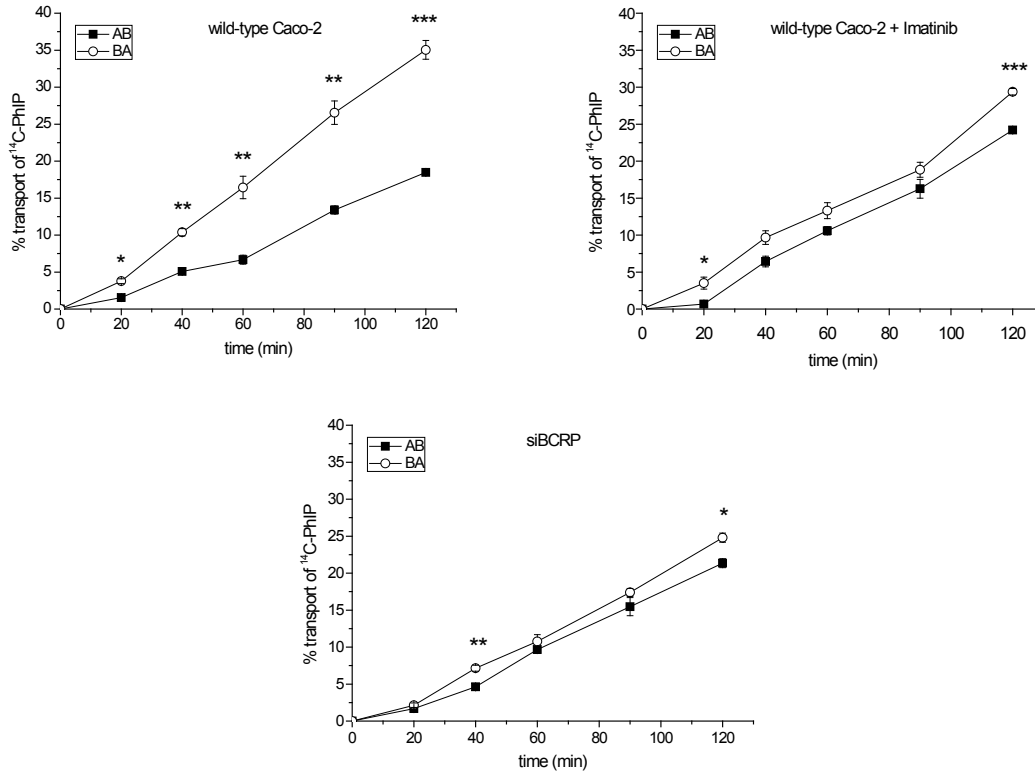 wild-type Caco-2
AB
BA
% transport of ¹⁴C-PhIP
40
35
30
25
20
15
10
5
0
*
**
**
**
***
0 20 40 60 80 100 120
time (min)
wild-type Caco-2 + Imatinib
AB
BA
% transport of ¹⁴C-PhIP
40
35
30
25
20
15
10
5
0
*
***
0 20 40 60 80 100 120
time (min)
siBCRP
AB
BA
% transport of ¹⁴C-PhIP
40
35
30
25
20
15
10
5
0
**
*
0 20 40 60 80 100 120
time (min)